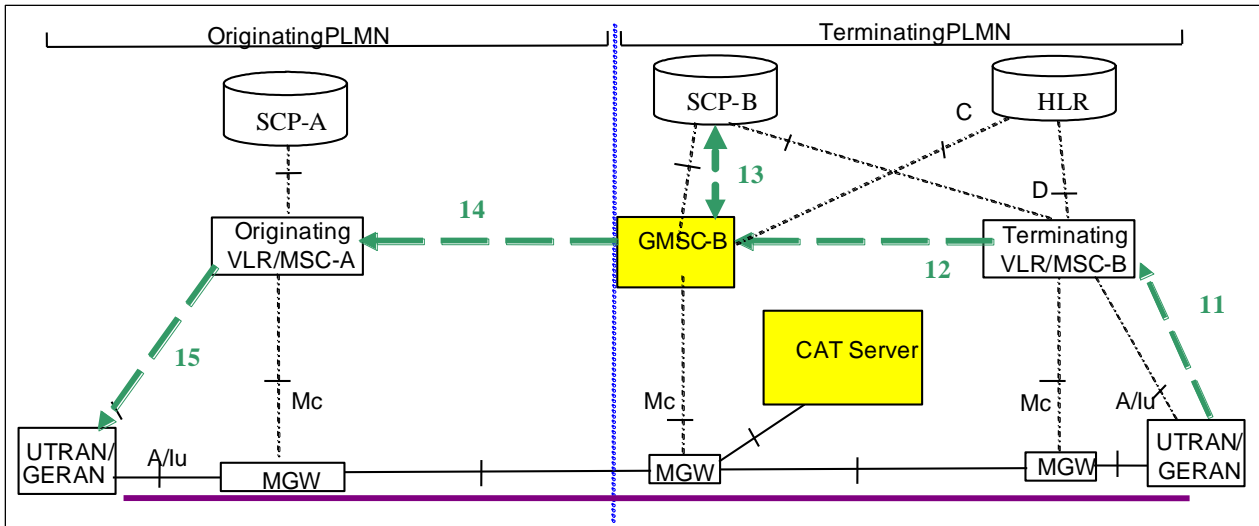 OriginatingPLMN
TerminatingPLMN
SCP-A
SCP-B
HLR
C
13
D
14
Originating
VLR/MSC-A
GMSC-B
12
Terminating
VLR/MSC-B
11
15
CAT Server
Mc
Mc
Mc
A/Iu
UTRAN/
GERAN
A/Iu
MGW
MGW
MGW
UTRAN/
GERAN